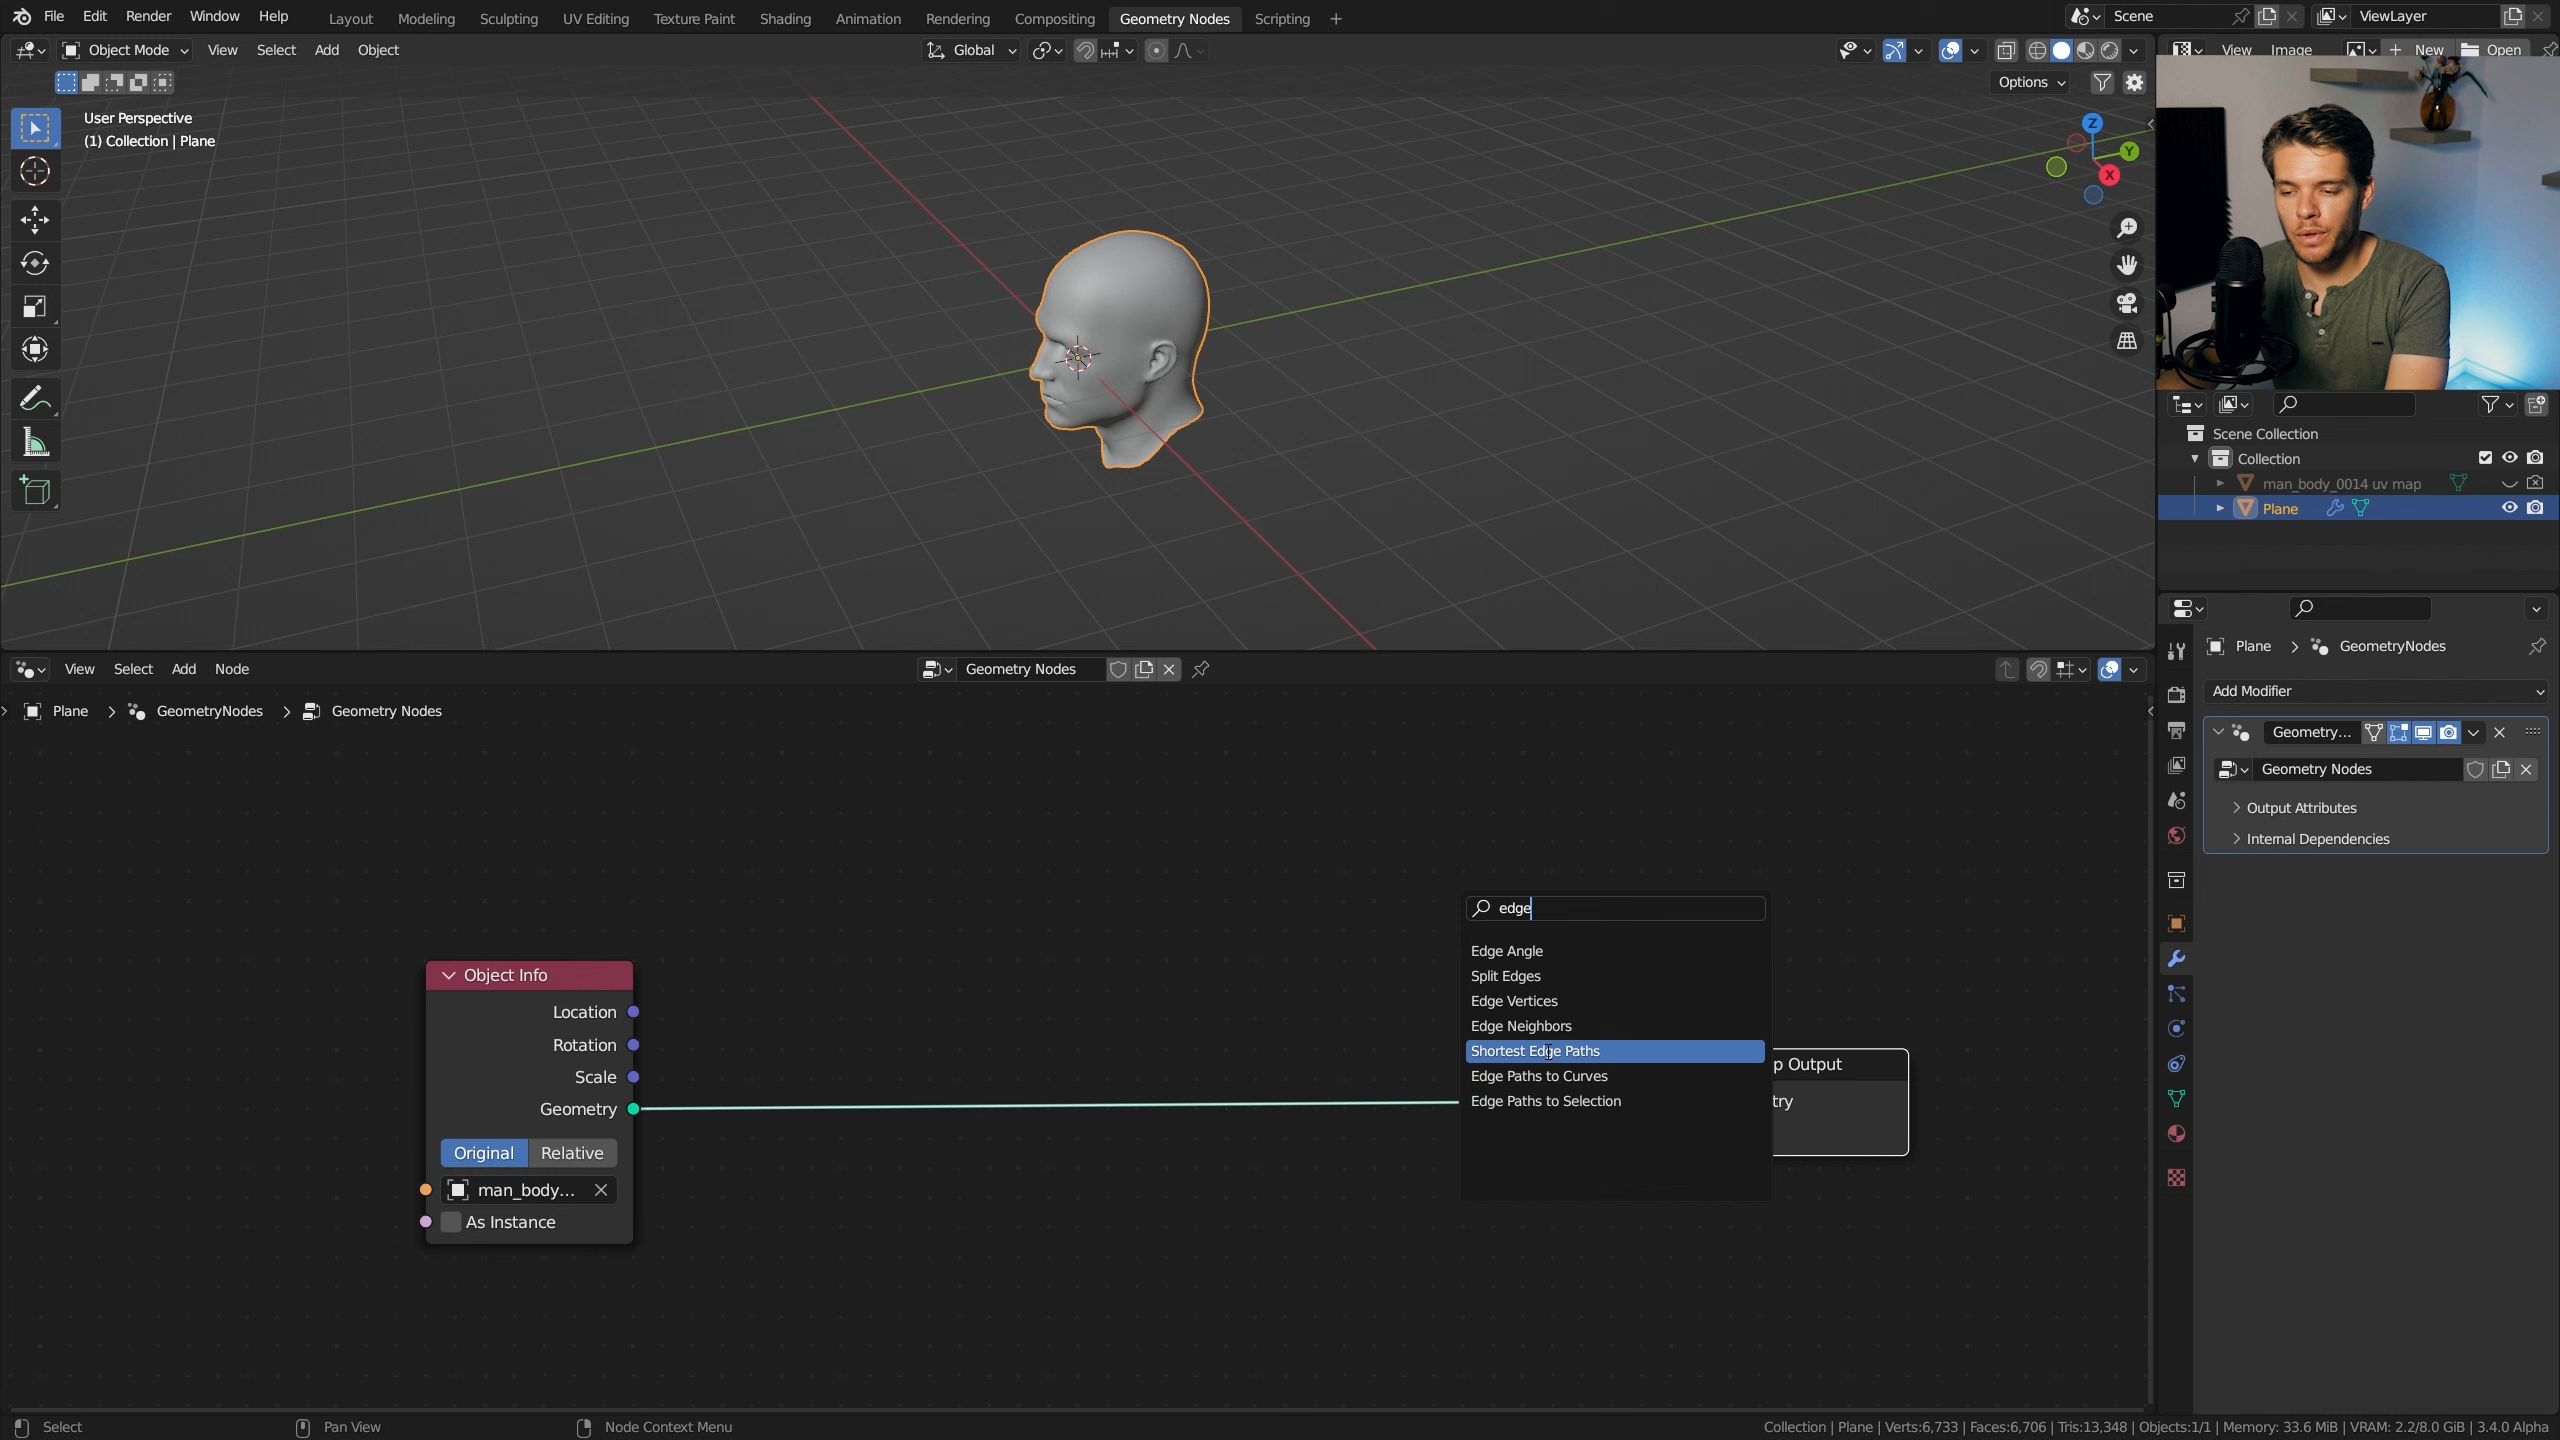 File Edit Render Window Help Layout Modeling Sculpting UV Editing Texture Paint Shading Animation Rendering Compositing Geometry Nodes Scripting + Scene ViewLayer
Object Mode View Select Add Object Global View Image + New Open
Options
User Perspective
(1) Collection | Plane
Z
Y
X
Scene Collection
Collection
man_body_0014 uv map
Plane
Plane > GeometryNodes
Add Modifier
Geometry...
Geometry Nodes
Output Attributes
Internal Dependencies
View Select Add Node Geometry Nodes
Plane > GeometryNodes > Geometry Nodes
edge
Edge Angle
Split Edges
Edge Vertices
Edge Neighbors
Shortest Edge Paths
Edge Paths to Curves
Edge Paths to Selection
Object Info
Location
Rotation
Scale
Geometry
Original Relative
man_body...
As Instance
p Output
try
Select Pan View Node Context Menu Collection | Plane | Verts:6,733 | Faces:6,706 | Tris:13,348 | Objects:1/1 | Memory: 33.6 MiB | VRAM: 2.2/8.0 GiB | 3.4.0 Alpha